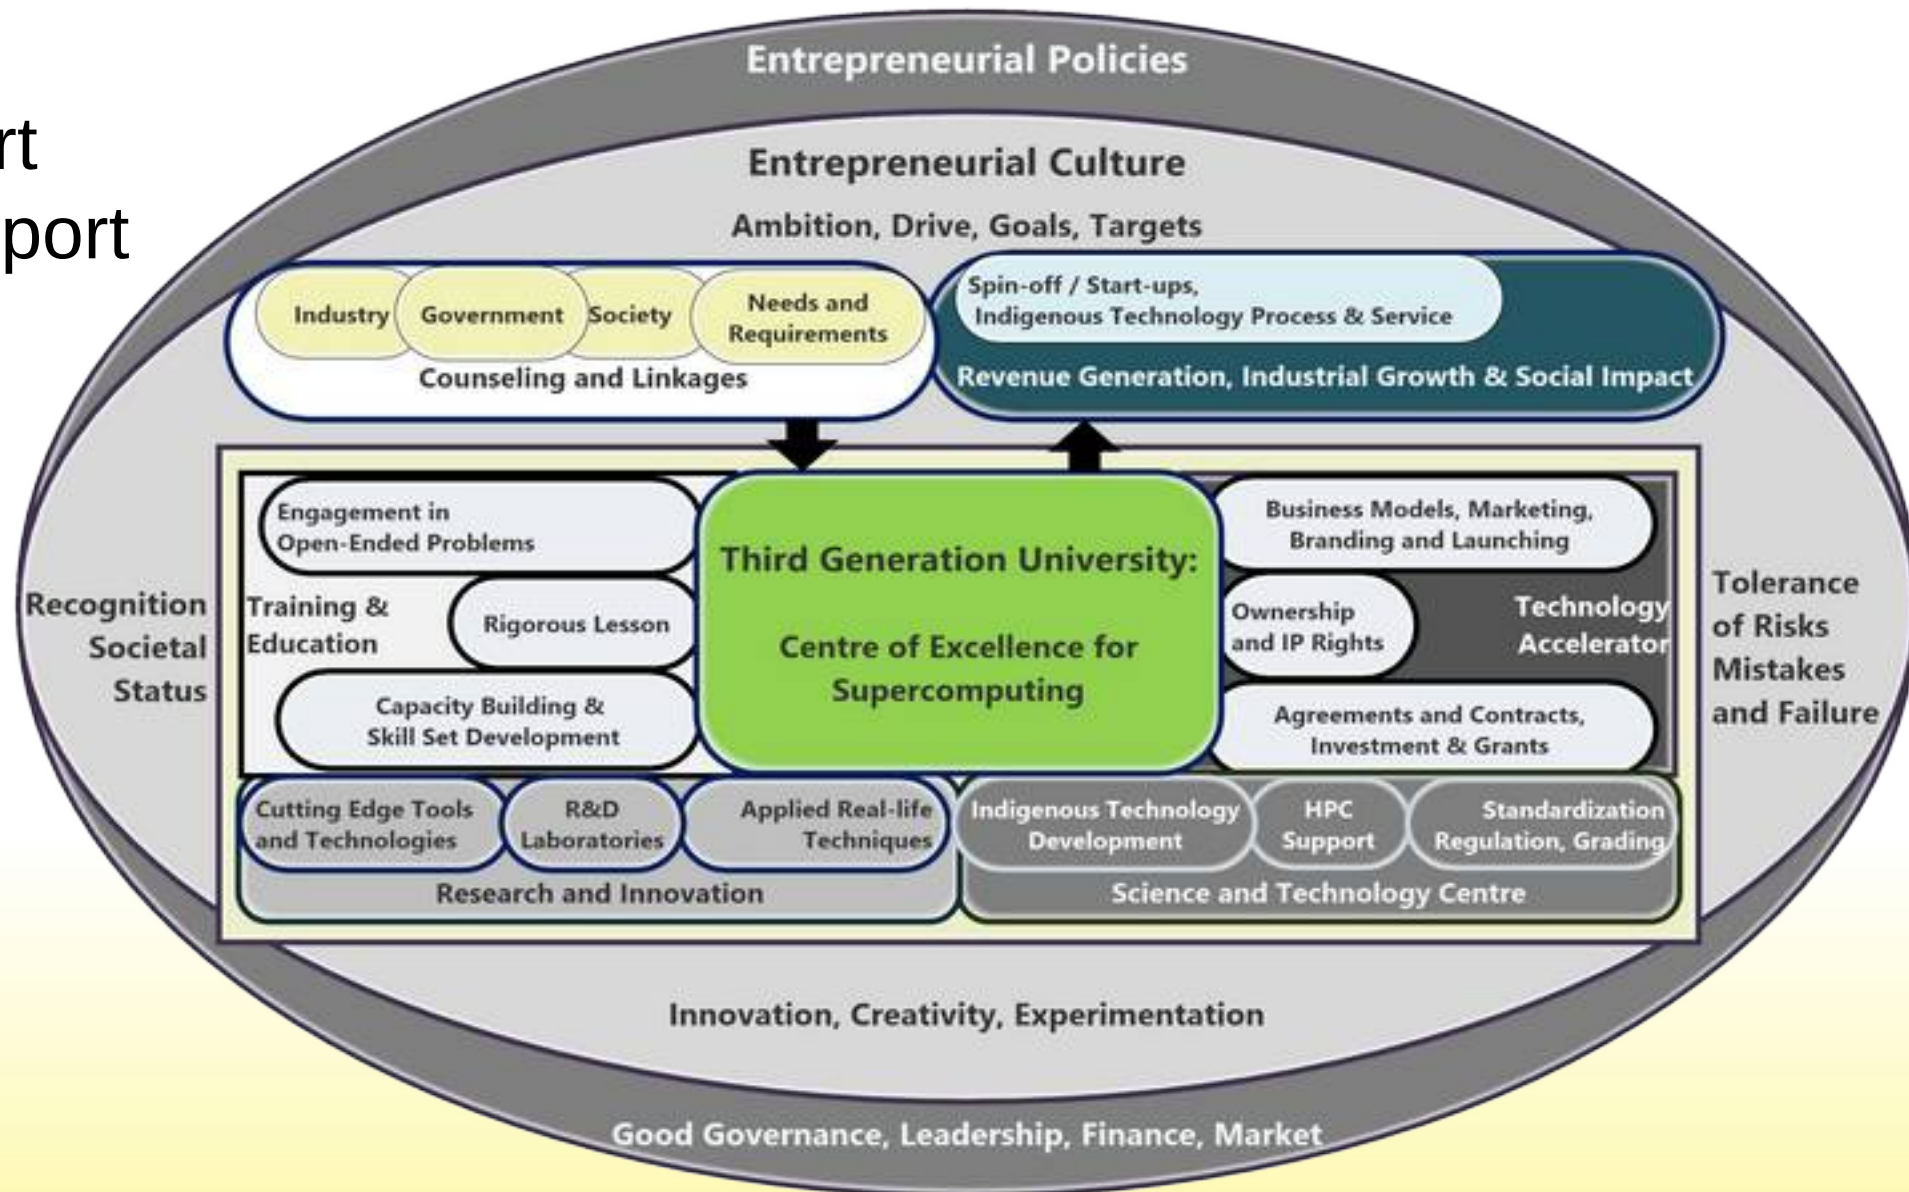 rt
port
Entrepreneurial Policies
Entrepreneurial Culture
Ambition, Drive, Goals, Targets
Industry
Government
Society
Needs and
Requirements
Counseling and Linkages
Spin-off / Start-ups,
Indigenous Technology Process & Service
Revenue Generation, Industrial Growth & Social Impact
Recognition
Societal
Status
Training &
Education
Engagement in
Open-Ended Problems
Rigorous Lesson
Capacity Building &
Skill Set Development
Third Generation University:
Centre of Excellence for
Supercomputing
Business Models, Marketing,
Branding and Launching
Ownership
and IP Rights
Agreements and Contracts,
Investment & Grants
Technology
Accelerator
Tolerance
of Risks
Mistakes
and Failure
Cutting Edge Tools
and Technologies
R&D
Laboratories
Applied Real-life
Techniques
Research and Innovation
Indigenous Technology
Development
HPC
Support
Standardization
Regulation, Grading
Science and Technology Centre
Innovation, Creativity, Experimentation
Good Governance, Leadership, Finance, Market